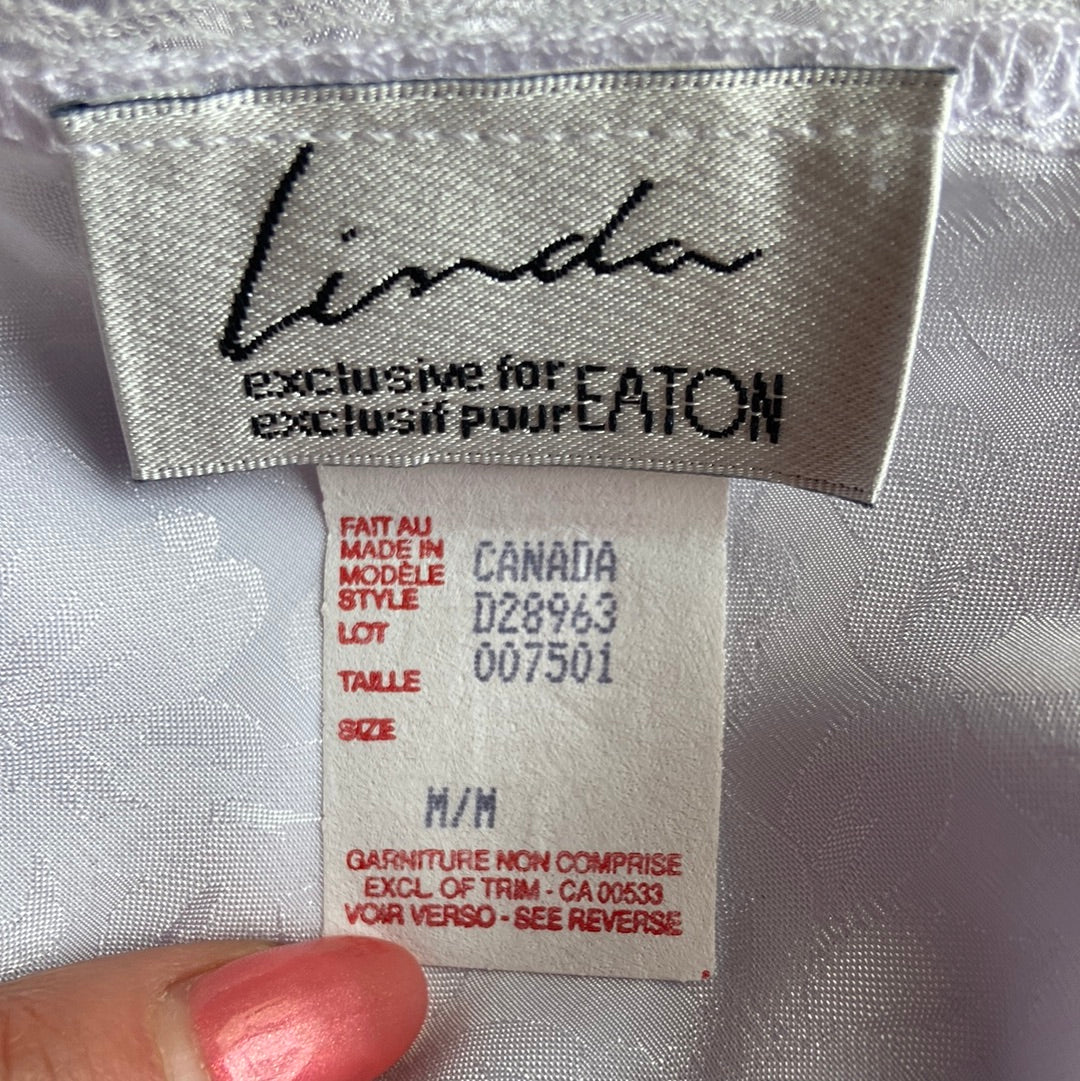 Linda
exclusive for EATON
exclusif pour
FAIT AU
MADE IN CANADA
MODÈLE
STYLE D28963
LOT 007501
TAILLE
SIZE
M/M
GARNITURE NON COMPRISE
EXCL. OF TRIM - CA 00533
VOIR VERSO - SEE REVERSE